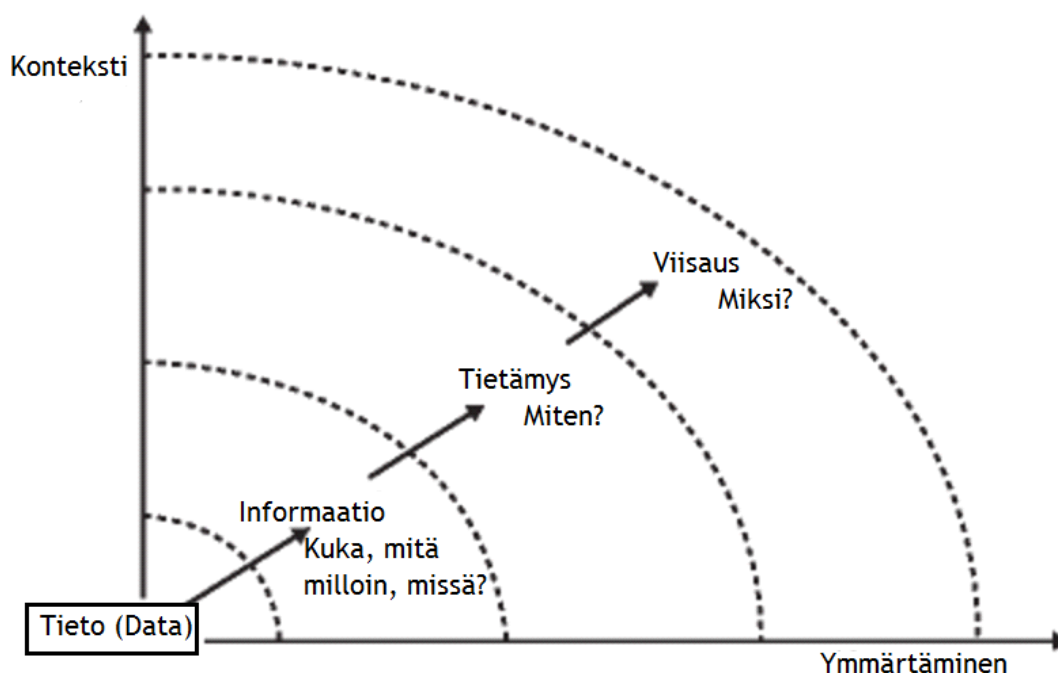 Konteksti
Viisaus
Miksi?
Tietämys
Miten?
Informaatio
Kuka, mitä
milloin, missä?
Tieto (Data)
Ymmärtäminen